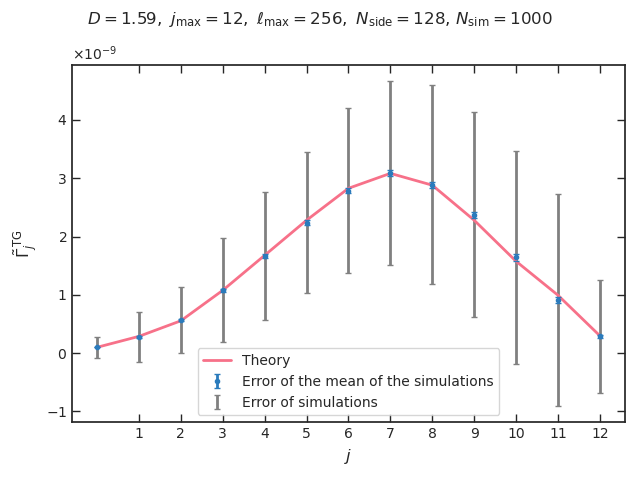 D = 1.59, j_max = 12, ℓ_max = 256, N_side = 128, N_sim = 1000
×10⁻⁹
4
3
2
1
0
−1
Γ̃_j^TG
Theory
Error of the mean of the simulations
Error of simulations
1 2 3 4 5 6 7 8 9 10 11 12
j